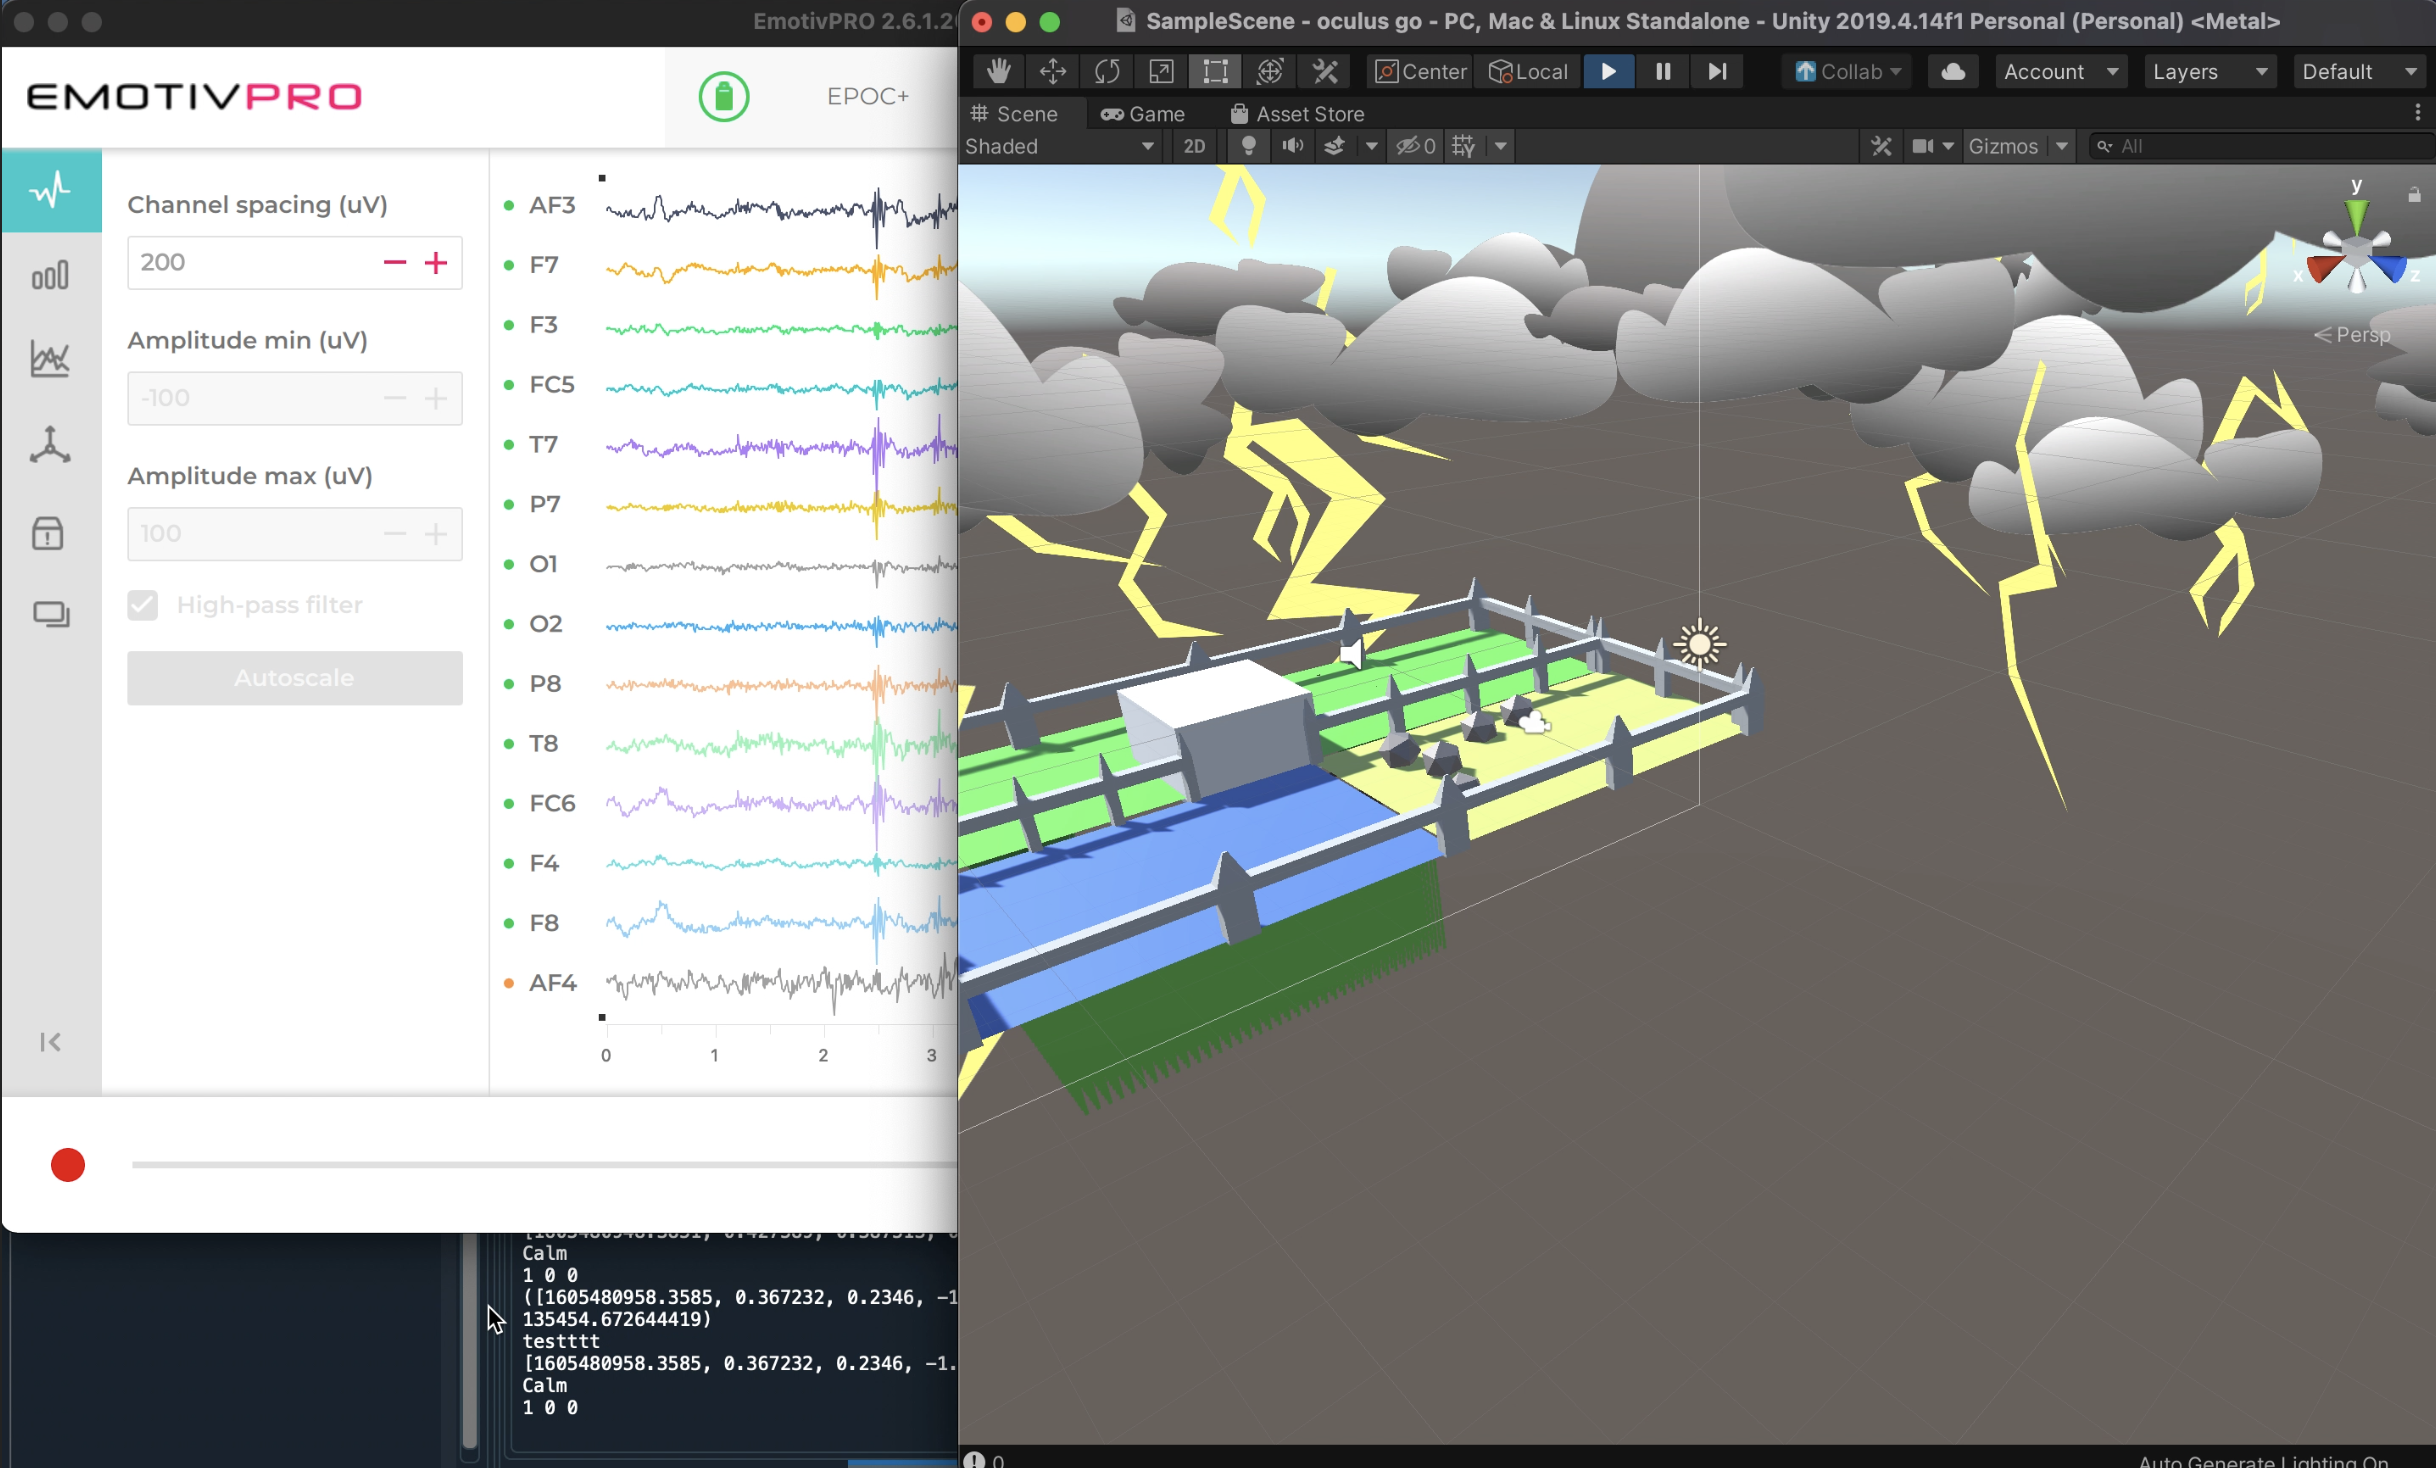 EmotivPRO 2.6.1.2
EMOTIVPRO
EPOC+
Channel spacing (uV)
200
Amplitude min (uV)
-100
Amplitude max (uV)
100
High-pass filter
Autoscale
AF3
F7
F3
FC5
T7
P7
O1
O2
P8
T8
FC6
F4
F8
AF4
0 1 2 3
Calm
1 0 0
([1605480958.3585, 0.367232, 0.2346, -1
135454.672644419)
testttt
[1605480958.3585, 0.367232, 0.2346, -1.
Calm
1 0 0
SampleScene - oculus go - PC, Mac & Linux Standalone - Unity 2019.4.14f1 Personal (Personal) <Metal>
Center Local Collab Account Layers Default
Scene Game Asset Store
Shaded 2D 0 Gizmos All
y
x z
Persp
0
Auto Generate Lighting On